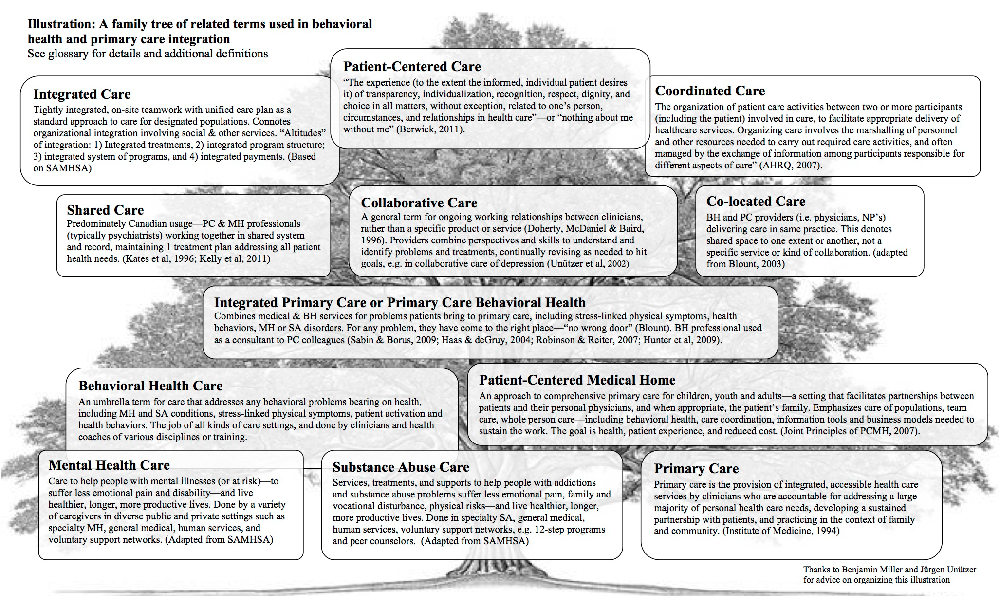 Illustration: A family tree of related terms used in behavioral
health and primary care integration
See glossary for details and additional definitions
Patient-Centered Care
“The experience (to the extent the informed, individual patient desires
it) of transparency, individualization, recognition, respect, dignity, and
choice in all matters, without exception, related to one’s person,
circumstances, and relationships in health care”—or “nothing about me
without me” (Berwick, 2011).
Integrated Care
Tightly integrated, on-site teamwork with unified care plan as a
standard approach to care for designated populations. Connotes
organizational integration involving social & other services. “Altitudes”
of integration: 1) Integrated treatments, 2) integrated program structure;
3) integrated system of programs, and 4) integrated payments. (Based
on SAMHSA)
Coordinated Care
The organization of patient care activities between two or more participants
(including the patient) involved in care, to facilitate appropriate delivery of
healthcare services. Organizing care involves the marshalling of personnel
and other resources needed to carry out required care activities, and often
managed by the exchange of information among participants responsible for
different aspects of care” (AHRQ, 2007).
Shared Care
Predominately Canadian usage—PC & MH professionals
(typically psychiatrists) working together in shared system
and record, maintaining 1 treatment plan addressing all patient
health needs. (Kates et al, 1996; Kelly et al, 2011)
Collaborative Care
A general term for ongoing working relationships between clinicians,
rather than a specific product or service (Doherty, McDaniel & Baird,
1996). Providers combine perspectives and skills to understand and
identify problems and treatments, continually revising as needed to hit
goals, e.g. in collaborative care of depression (Unützer et al, 2002)
Co-located Care
BH and PC providers (i.e. physicians, NP’s)
delivering care in same practice. This denotes
shared space to one extent or another, not a
specific service or kind of collaboration. (adapted
from Blount, 2003)
Integrated Primary Care or Primary Care Behavioral Health
Combines medical & BH services for problems patients bring to primary care, including stress-linked physical symptoms, health
behaviors, MH or SA disorders. For any problem, they have come to the right place—“no wrong door” (Blount). BH professional used
as a consultant to PC colleagues (Sabin & Borus, 2009; Haas & deGruy, 2004; Robinson & Reiter, 2007; Hunter et al, 2009).
Behavioral Health Care
An umbrella term for care that addresses any behavioral problems bearing on health,
including MH and SA conditions, stress-linked physical symptoms, patient activation and
health behaviors. The job of all kinds of care settings, and done by clinicians and health
coaches of various disciplines or training.
Patient-Centered Medical Home
An approach to comprehensive primary care for children, youth and adults—a setting that facilitates partnerships between
patients and their personal physicians, and when appropriate, the patient’s family. Emphasizes care of populations, team
care, whole person care—including behavioral health, care coordination, information tools and business models needed to
sustain the work. The goal is health, patient experience, and reduced cost. (Joint Principles of PCMH, 2007).
Mental Health Care
Care to help people with mental illnesses (or at risk)—to
suffer less emotional pain and disability—and live
healthier, longer, more productive lives. Done by a variety
of caregivers in diverse public and private settings such as
specialty MH, general medical, human services, and
voluntary support networks. (Adapted from SAMHSA)
Substance Abuse Care
Services, treatments, and supports to help people with addictions
and substance abuse problems suffer less emotional pain, family and
vocational disturbance, physical risks—and live healthier, longer,
more productive lives. Done in specialty SA, general medical,
human services, voluntary support networks, e.g. 12-step programs
and peer counselors. (Adapted from SAMHSA)
Primary Care
Primary care is the provision of integrated, accessible health care
services by clinicians who are accountable for addressing a large
majority of personal health care needs, developing a sustained
partnership with patients, and practicing in the context of family
and community. (Institute of Medicine, 1994)
Thanks to Benjamin Miller and Jürgen Unützer
for advice on organizing this illustration